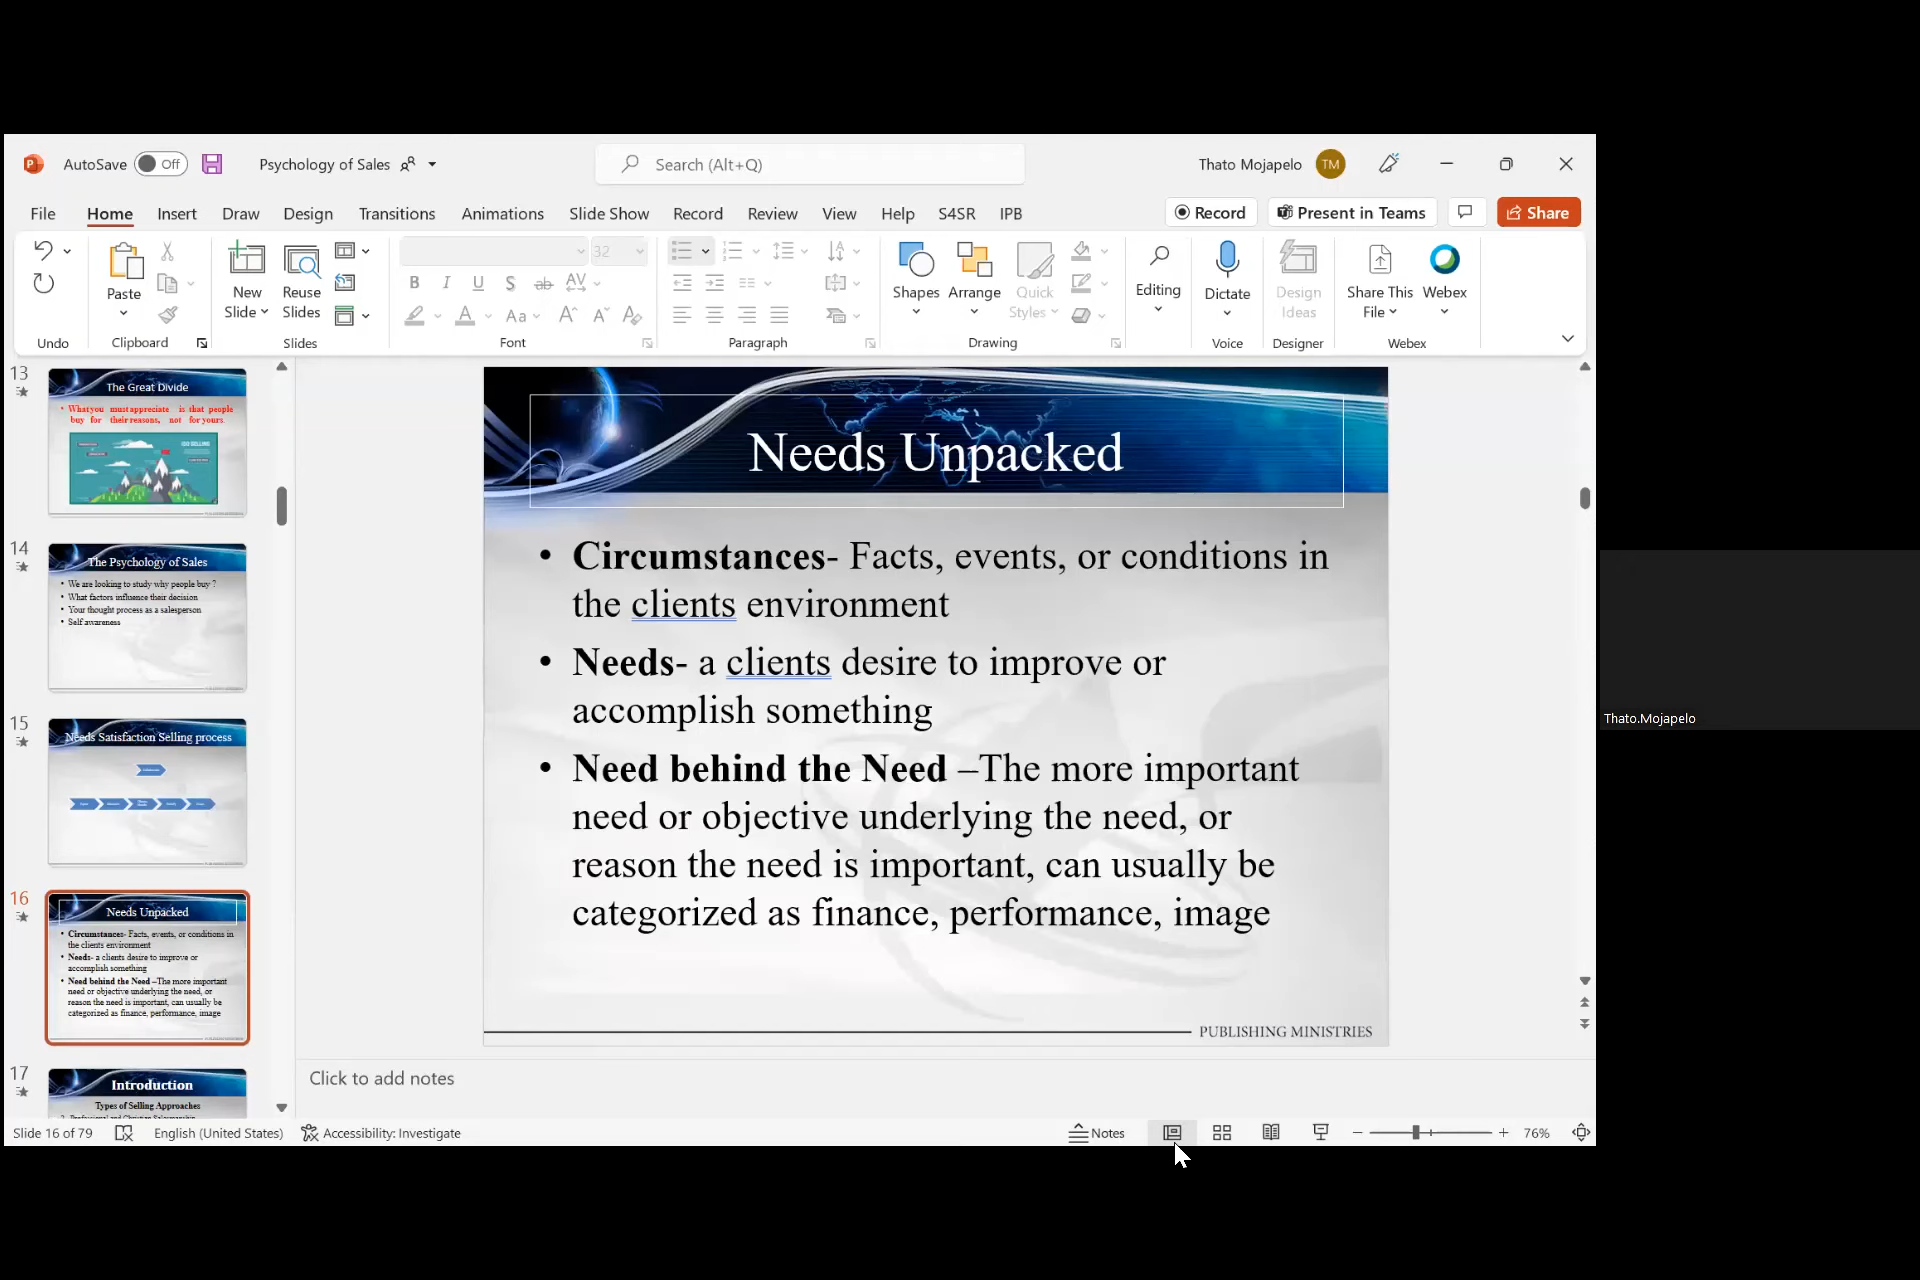 AutoSave Off Psychology of Sales Search (Alt+Q) Thato Mojapelo TM
File Home Insert Draw Design Transitions Animations Slide Show Record Review View Help S4SR IPB Record Present in Teams Share
32
Paste
New
Slide
Reuse
Slides
B I U S ab AV
A Aa A A A
Shapes Arrange Quick
Styles
Editing
Dictate
Design
Ideas
Share This
File
Webex
Undo Clipboard Slides Font Paragraph Drawing Voice Designer Webex
13
The Great Divide
• What you must appreciate is that people
buy for their reasons, not for yours.
14
The Psychology of Sales
• We are looking to study why people buy ?
• What factors influence their decision
• Your thought process as a salesperson
• Self awareness
15
Needs Satisfaction Selling process
16
Needs Unpacked
• Circumstances- Facts, events, or conditions in
the clients environment
• Needs- a clients desire to improve or
accomplish something
• Need behind the Need –The more important
need or objective underlying the need, or
reason the need is important, can usually be
categorized as finance, performance, image
17
Introduction
Types of Selling Approaches
Needs Unpacked
• Circumstances- Facts, events, or conditions in
the clients environment
• Needs- a clients desire to improve or
accomplish something
• Need behind the Need –The more important
need or objective underlying the need, or
reason the need is important, can usually be
categorized as finance, performance, image
PUBLISHING MINISTRIES
Click to add notes
Slide 16 of 79 English (United States) Accessibility: Investigate Notes 76%
Thato.Mojapelo